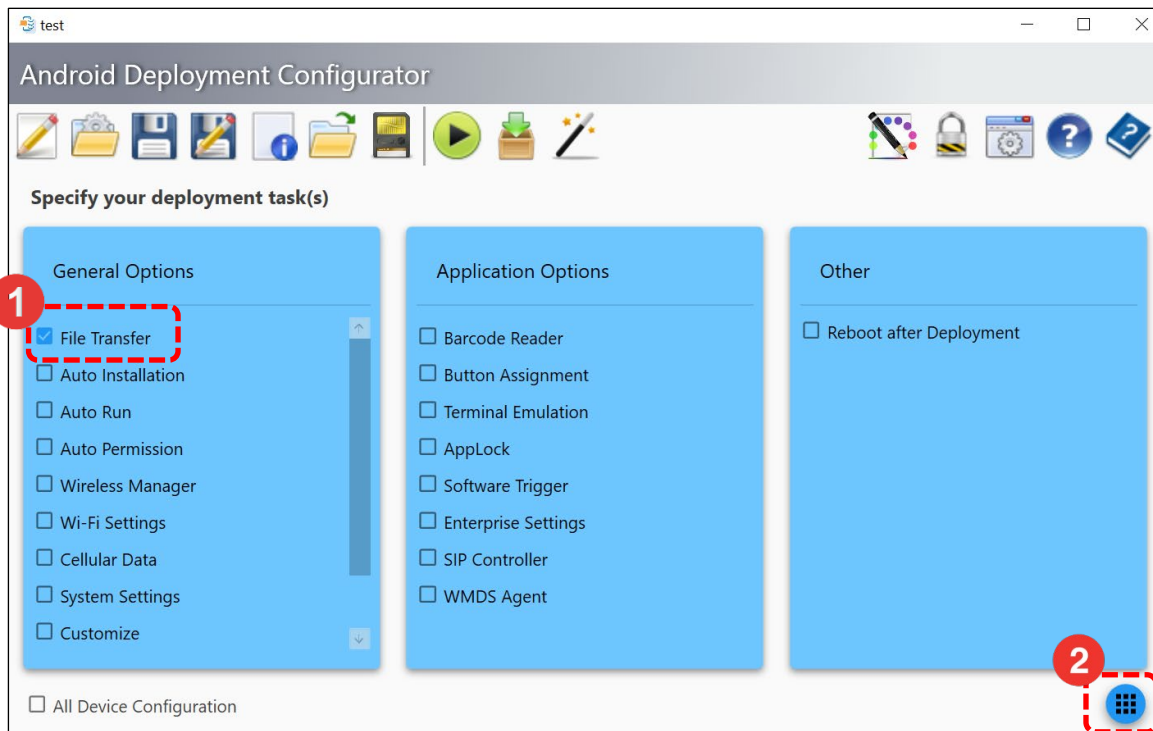 test
Android Deployment Configurator
Specify your deployment task(s)
General Options
1
File Transfer
Auto Installation
Auto Run
Auto Permission
Wireless Manager
Wi-Fi Settings
Cellular Data
System Settings
Customize
Application Options
Barcode Reader
Button Assignment
Terminal Emulation
AppLock
Software Trigger
Enterprise Settings
SIP Controller
WMDS Agent
Other
Reboot after Deployment
2
All Device Configuration